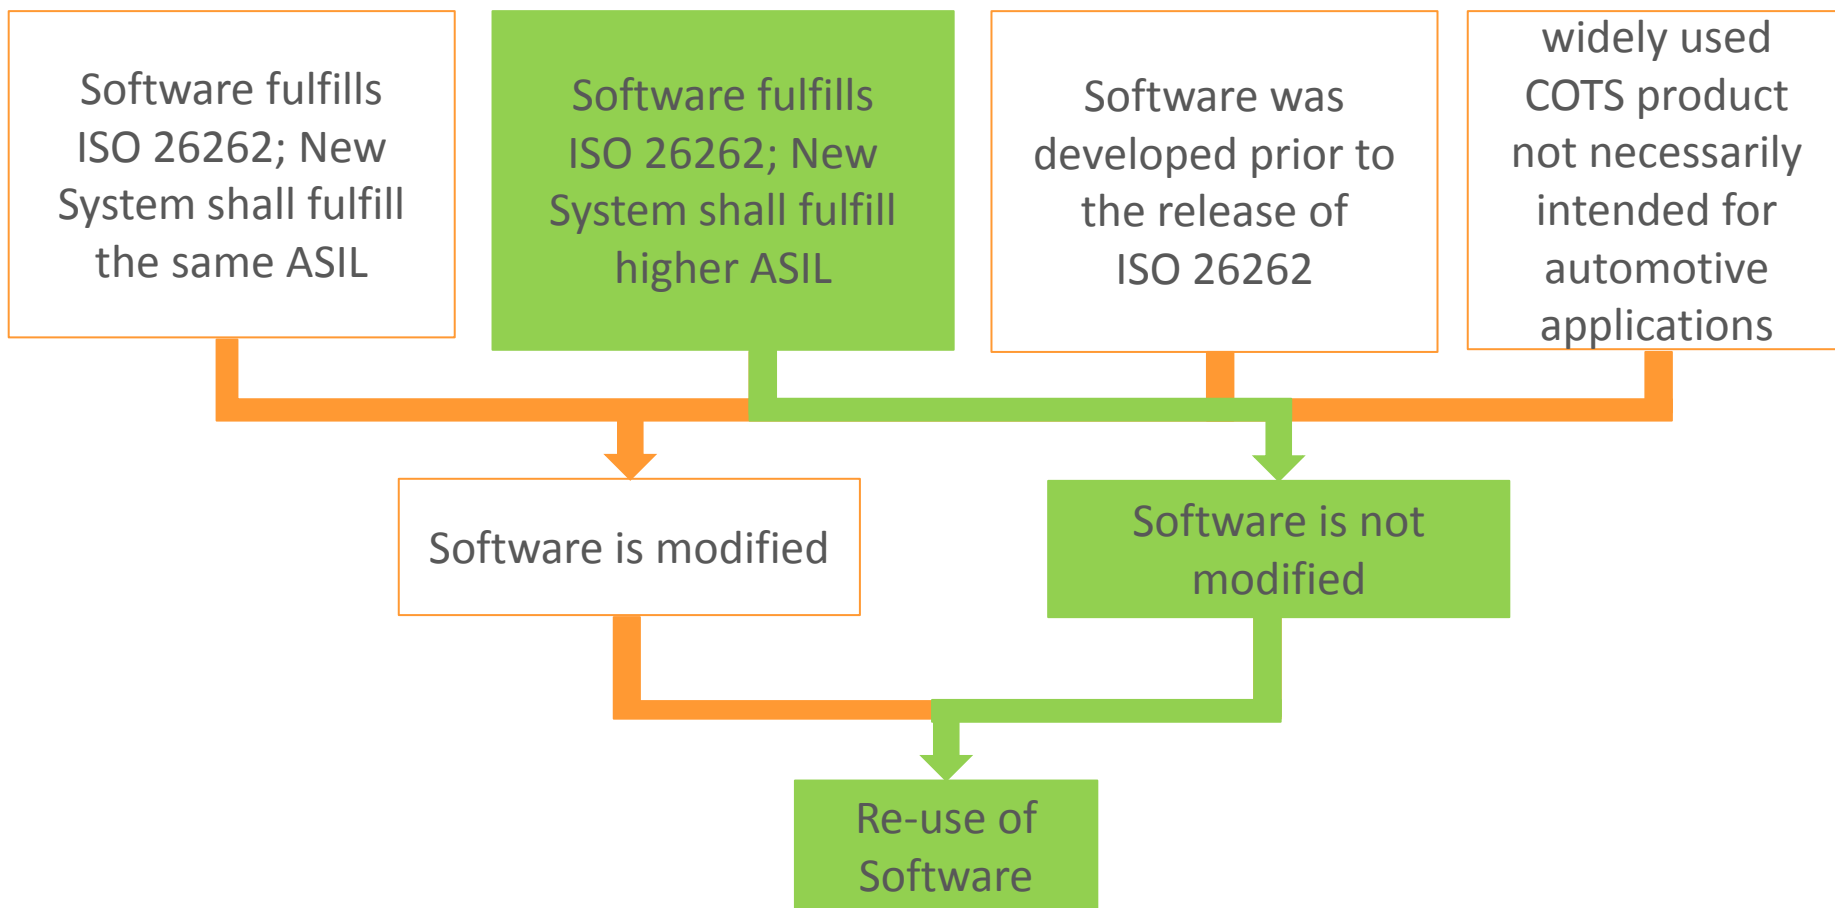 Software fulfills
ISO 26262; New
System shall fulfill
the same ASIL
Software fulfills
ISO 26262; New
System shall fulfill
higher ASIL
Software was
developed prior to
the release of
ISO 26262
widely used
COTS product
not necessarily
intended for
automotive
applications
Software is modified
Software is not
modified
Re-use of
Software